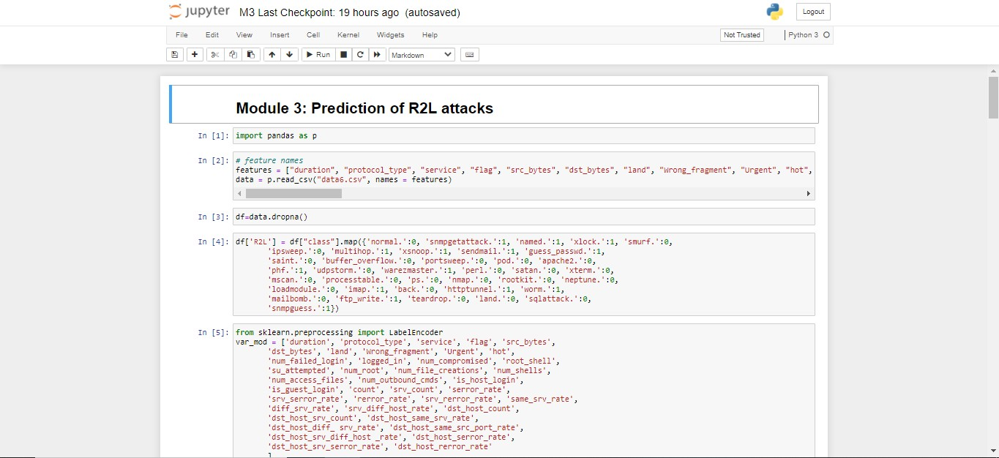 jupyter M3 Last Checkpoint: 19 hours ago (autosaved) Logout
File Edit View Insert Cell Kernel Widgets Help Not Trusted Python 3
Run Markdown
Module 3: Prediction of R2L attacks
In [1]: import pandas as p
In [2]: # feature names
features = ["duration", "protocol_type", "service", "flag", "src_bytes", "dst_bytes", "land", "Wrong_fragment", "Urgent", "hot",
data = p.read_csv("data6.csv", names = features)
In [3]: df=data.dropna()
In [4]: df['R2L'] = df["class"].map({'normal.':0, 'snmpgetattack.':1, 'named.':1, 'xlock.':1, 'smurf.':0,
'ipsweep.':0, 'multihop.':1, 'xsnoop.':1, 'sendmail.':1, 'guess_passwd.':1,
'saint.':0, 'buffer_overflow.':0, 'portsweep.':0, 'pod.':0, 'apache2.':0,
'phf.':1, 'udpstorm.':0, 'warezmaster.':1, 'perl.':0, 'satan.':0, 'xterm.':0,
'mscan.':0, 'processtable.':0, 'ps.':0, 'nmap.':0, 'rootkit.':0, 'neptune.':0,
'loadmodule.':0, 'imap.':1, 'back.':0, 'httptunnel.':1, 'worm.':1,
'mailbomb.':0, 'ftp_write.':1, 'teardrop.':0, 'land.':0, 'sqlattack.':0,
'snmpguess.':1})
In [5]: from sklearn.preprocessing import LabelEncoder
var_mod = ['duration', 'protocol_type', 'service', 'flag', 'src_bytes',
'dst_bytes', 'land', 'Wrong_fragment', 'Urgent', 'hot',
'num_failed_login', 'logged_in', 'num_compromised', 'root_shell',
'su_attempted', 'num_root', 'num_file_creations', 'num_shells',
'num_access_files', 'num_outbound_cmds', 'is_host_login',
'is_guest_login', 'count', 'srv_count', 'serror_rate',
'srv_serror_rate', 'rerror_rate', 'srv_rerror_rate', 'same_srv_rate',
'diff_srv_rate', 'srv_diff_host_rate', 'dst_host_count',
'dst_host_srv_count', 'dst_host_same_srv_rate',
'dst_host_diff_ srv_rate', 'dst_host_same_src_port_rate',
'dst_host_srv_diff_host _rate', 'dst_host_serror_rate',
'dst_host_srv_serror_rate', 'dst_host_rerror_rate'
]